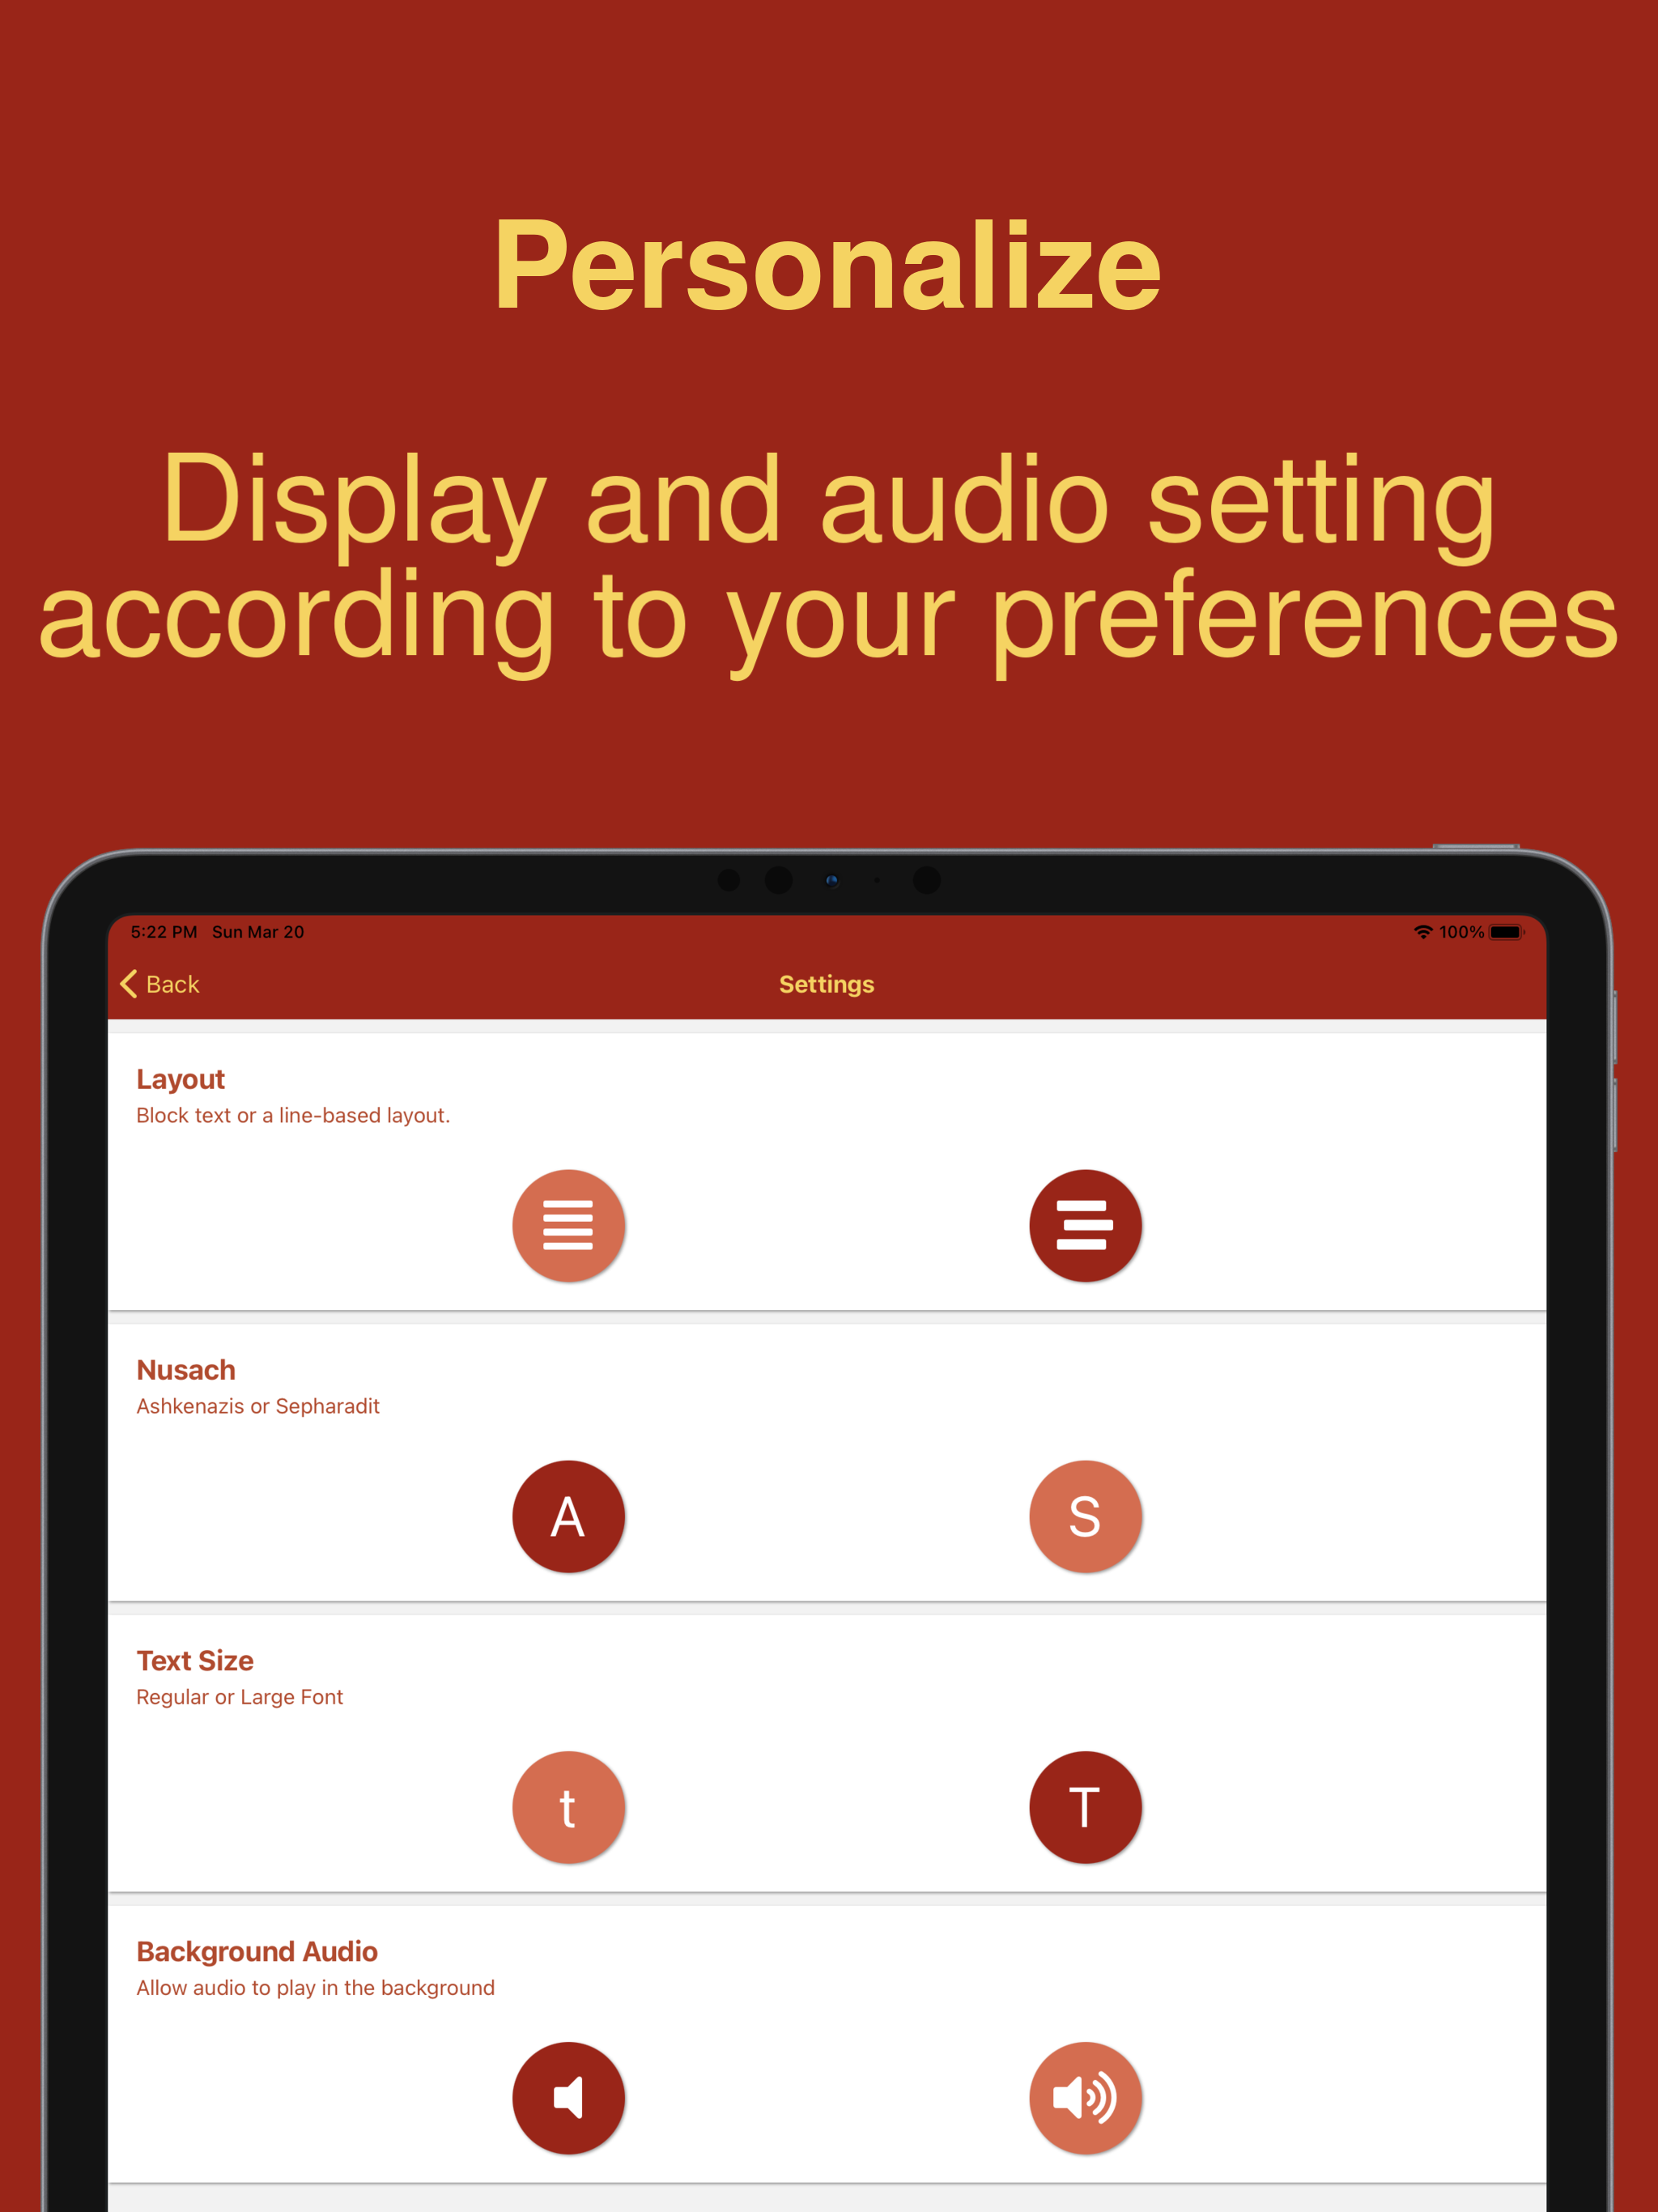 Personalize
Display and audio setting
according to your preferences
5:22 PM Sun Mar 20
100%
Back
Settings
Layout
Block text or a line-based layout.
Nusach
Ashkenazis or Sepharadit
A
S
Text Size
Regular or Large Font
t
T
Background Audio
Allow audio to play in the background